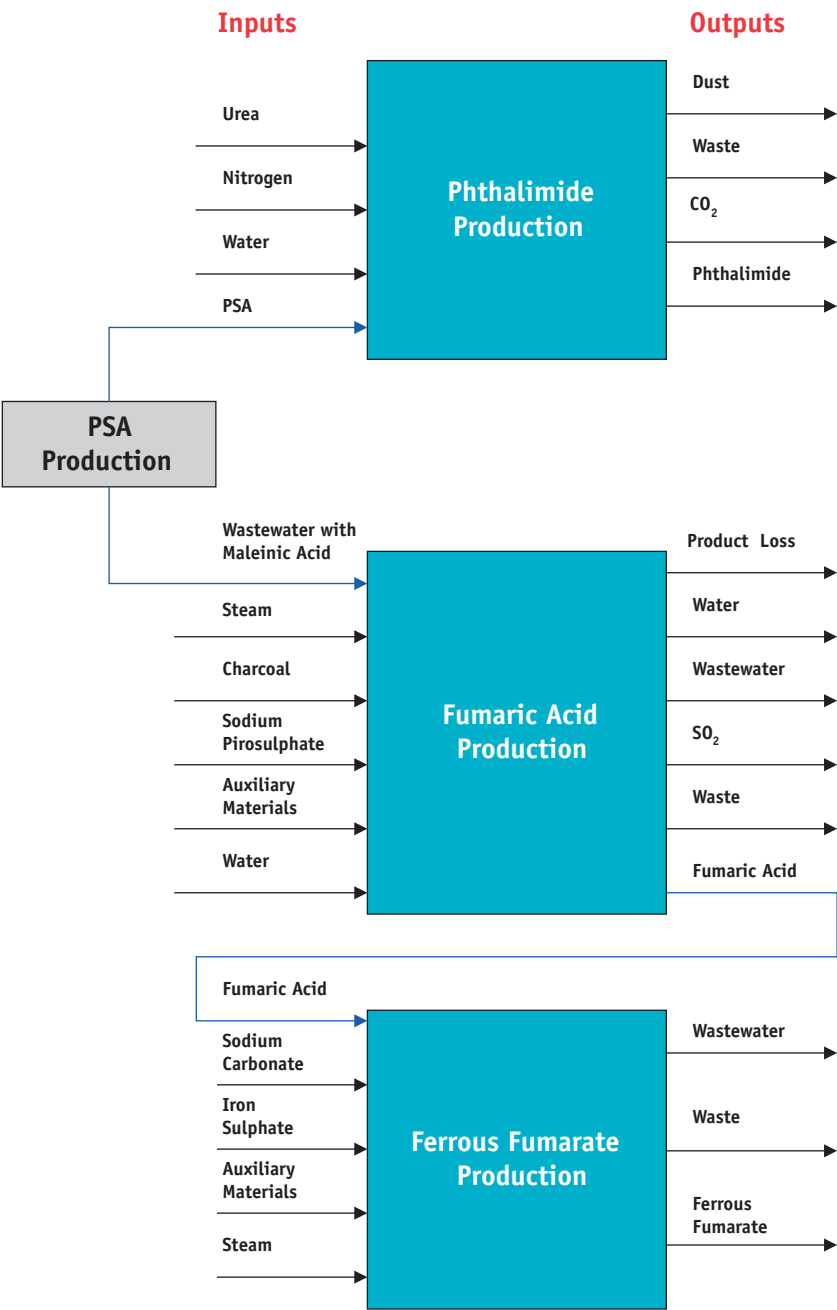 Inputs
Outputs
Urea
Nitrogen
Water
PSA
Phthalimide
Production
Dust
Waste
CO₂
Phthalimide
PSA
Production
Wastewater with
Maleinic Acid
Steam
Charcoal
Sodium
Pirosulphate
Auxiliary
Materials
Water
Fumaric Acid
Production
Product Loss
Water
Wastewater
SO₂
Waste
Fumaric Acid
Fumaric Acid
Sodium
Carbonate
Iron
Sulphate
Auxiliary
Materials
Steam
Ferrous Fumarate
Production
Wastewater
Waste
Ferrous
Fumarate